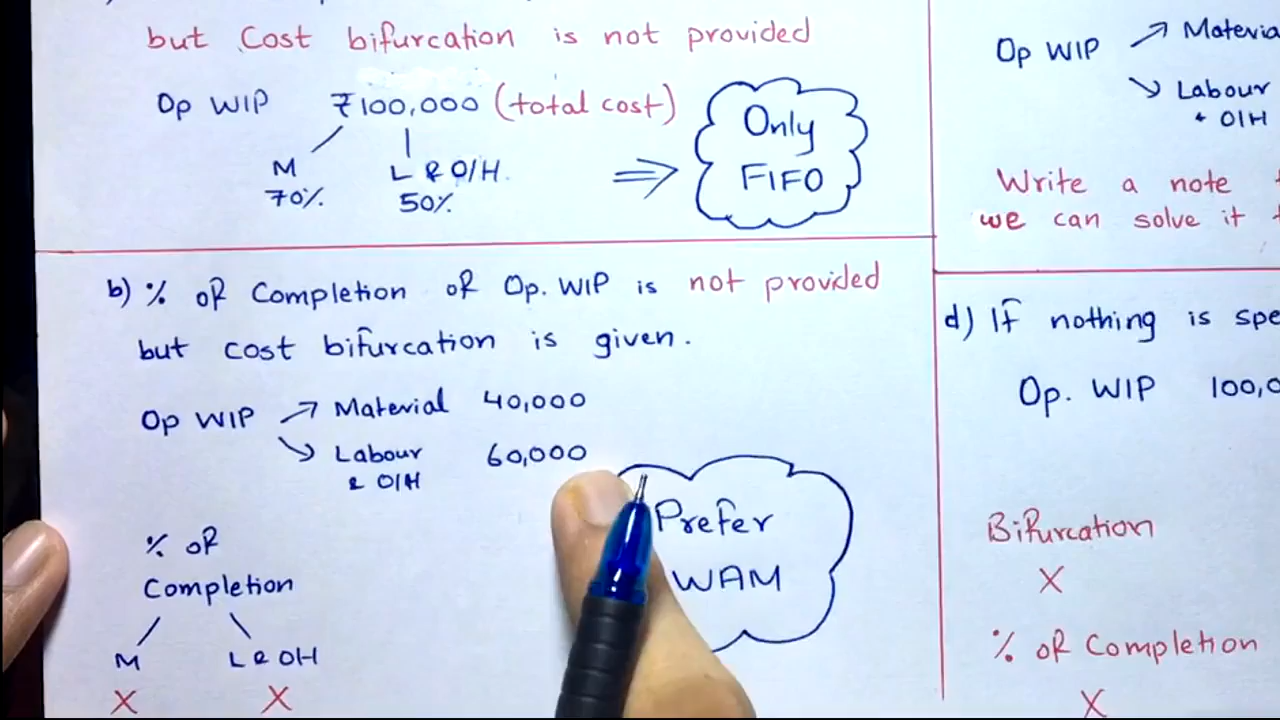 but Cost bifurcation is not provided
Op WIP ₹100,000 (total cost)
M L & O/H.
70% 50%
Only
FIFO
b) % of Completion of Op. WIP is not provided
but cost bifurcation is given.
Op WIP → Material 40,000
↘ Labour 60,000
& O/H
% of
Completion
M L & OH
X X
Prefer
WAM
Op WIP
Labour
& O/H
Write a note
we can solve it
d) If nothing is
Op. WIP
Bifurcation
X
% of Completion
X